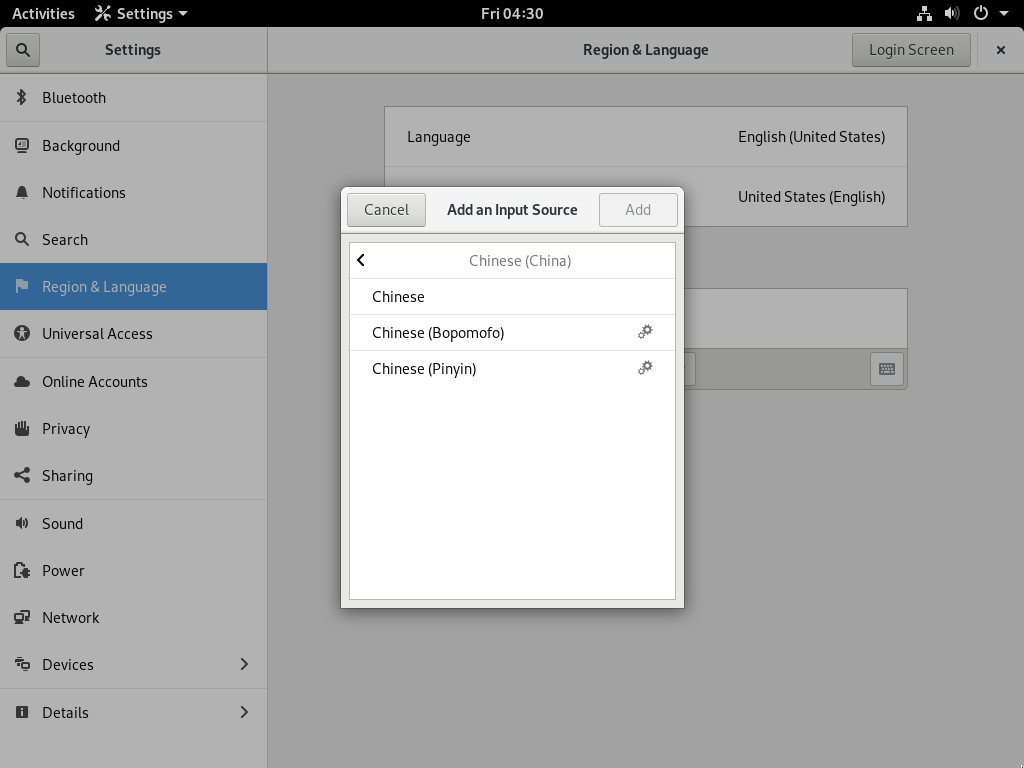 Activities Settings Fri 04:30
Settings Region & Language Login Screen
Bluetooth
Background
Notifications
Search
Region & Language
Universal Access
Online Accounts
Privacy
Sharing
Sound
Power
Network
Devices
Details
Language English (United States)
United States (English)
Cancel Add an Input Source Add
Chinese (China)
Chinese
Chinese (Bopomofo)
Chinese (Pinyin)